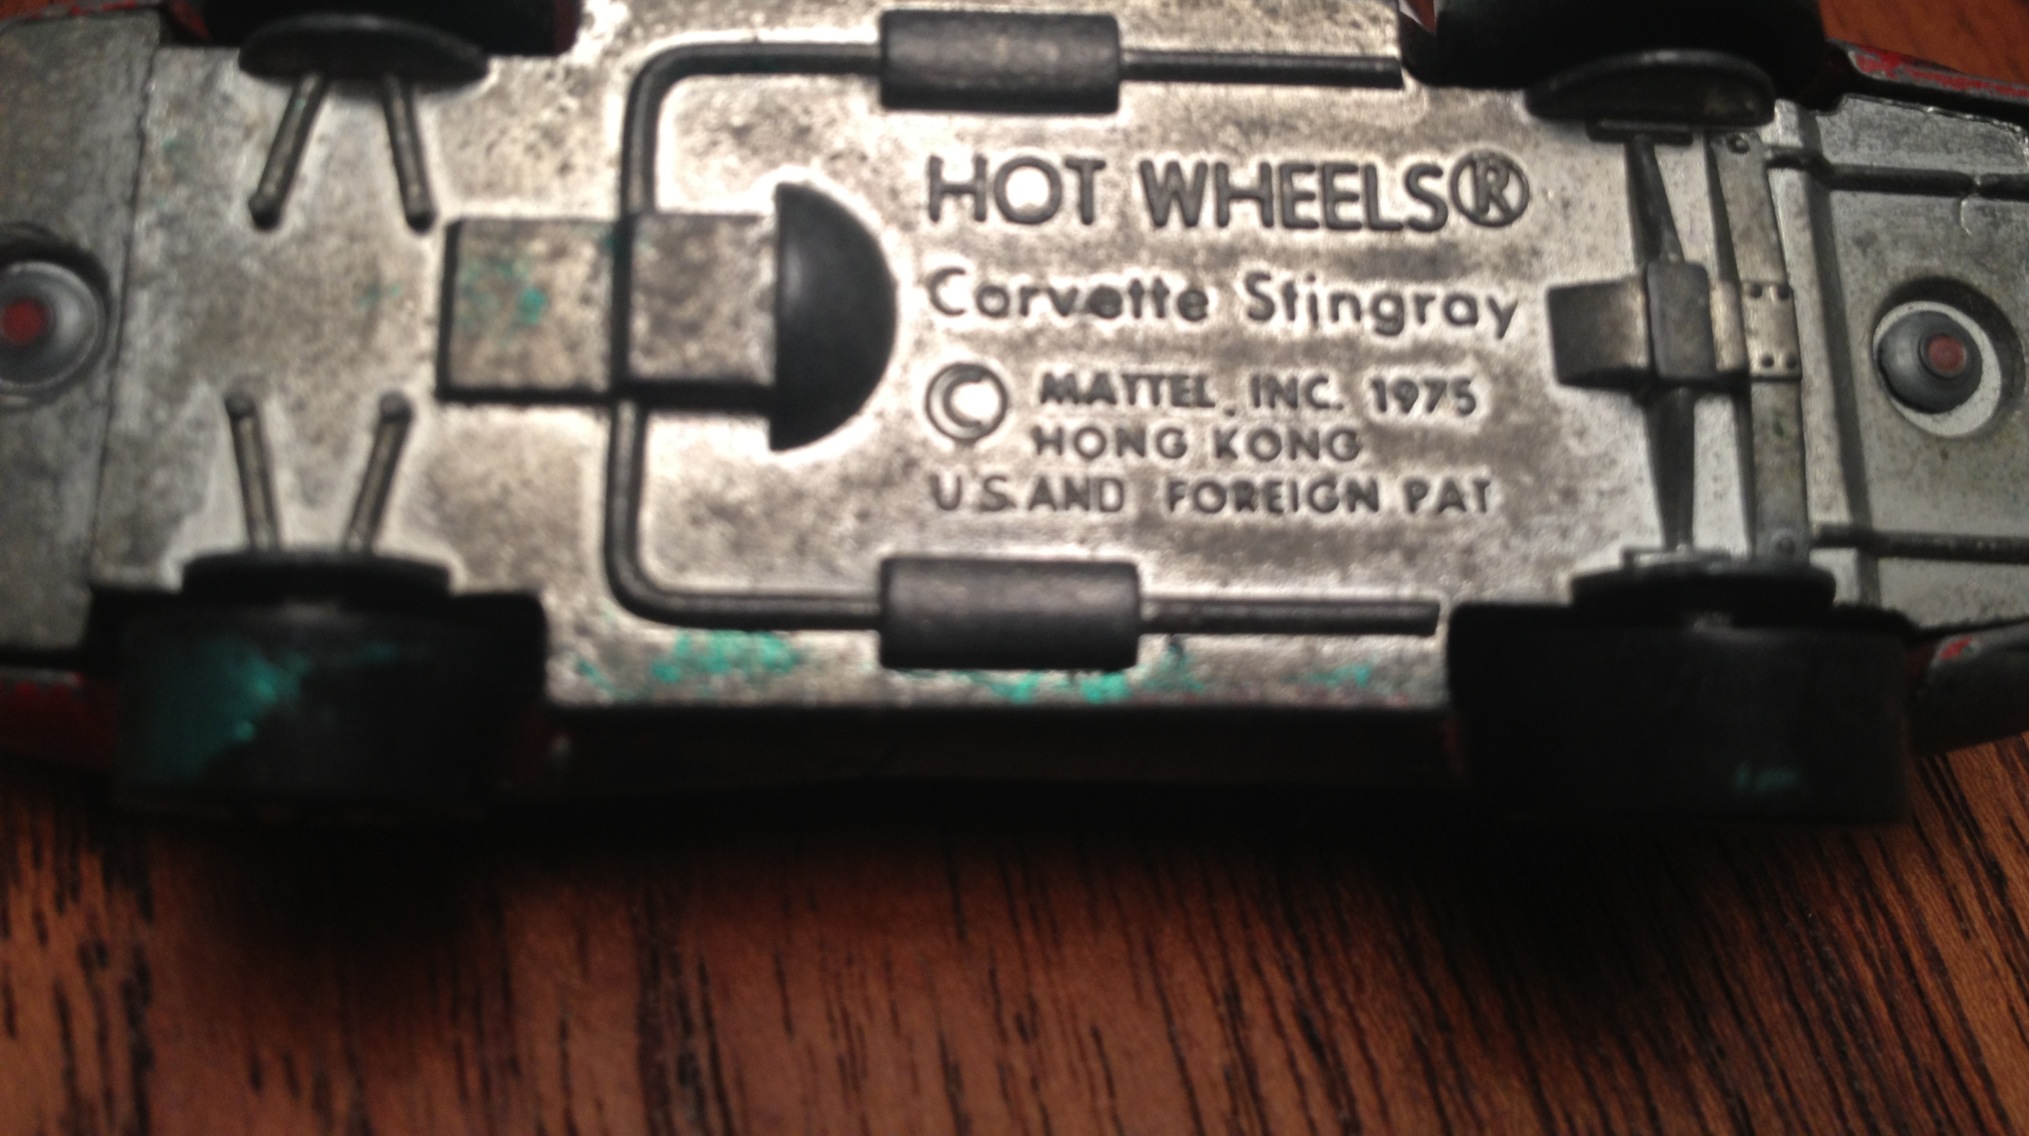 HOT WHEELS®
Corvette Stingray
© MATTEL, INC. 1975
HONG KONG
U.S. AND FOREIGN PAT